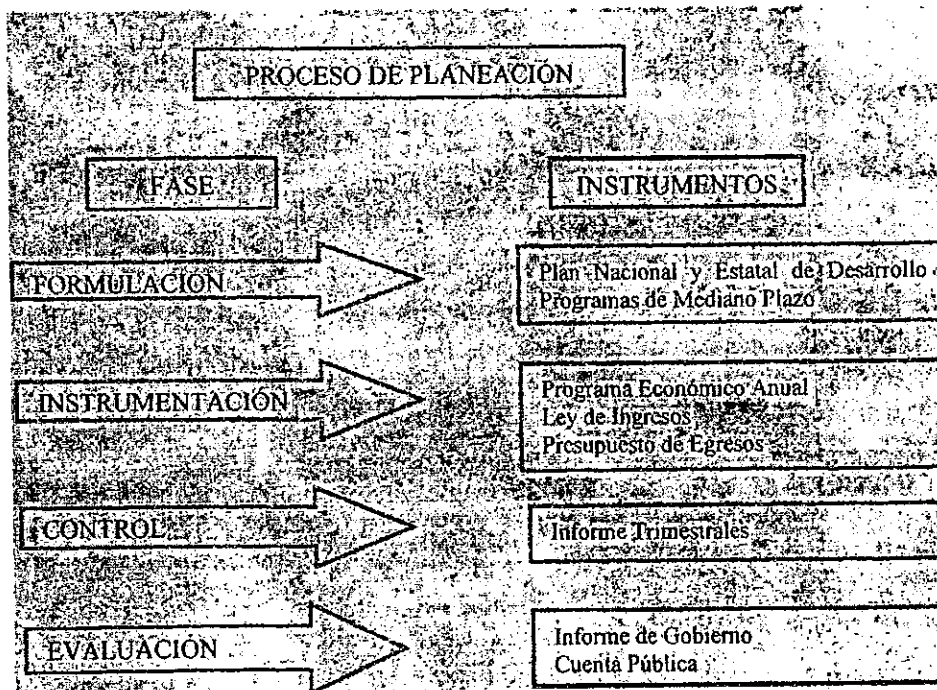 PROCESO DE PLANEACIÓN
FASE
INSTRUMENTOS
FORMULACIÓN
Plan Nacional y Estatal de Desarrollo
Programas de Mediano Plazo
INSTRUMENTACIÓN
Programa Económico Anual
Ley de Ingresos
Presupuesto de Egresos
CONTROL
Informe Trimestrales
EVALUACIÓN
Informe de Gobierno
Cuenta Pública